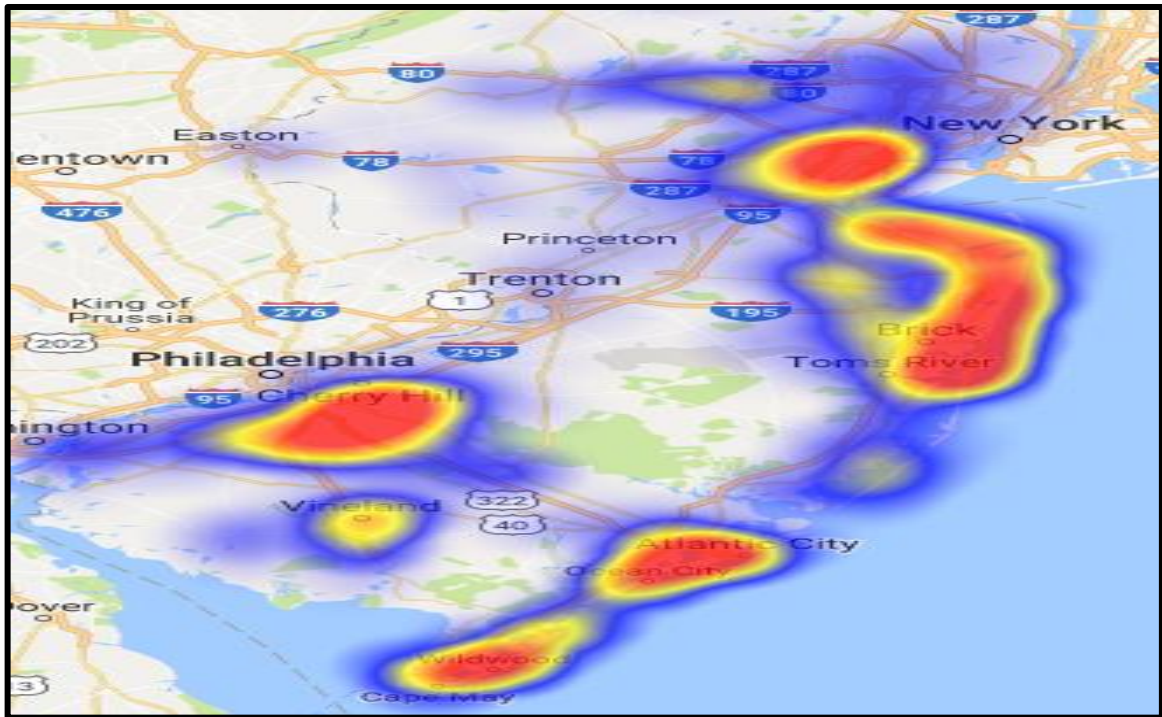 287
80
287
80
Easton
New York
entown
78
78
287
476
95
Princeton
Trenton
1
King of
Prussia
276
195
202
Brick
Philadelphia
295
Toms River
95
Cherry Hill
ington
322
Vineland
40
Atlantic City
Ocean City
over
Wildwood
3
Cape May